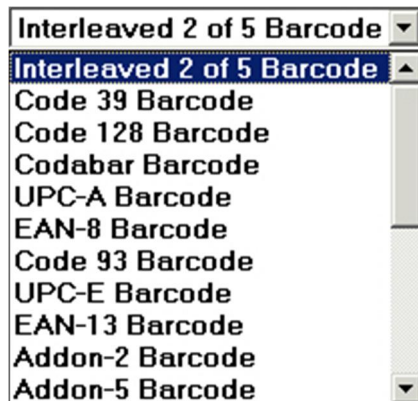 Interleaved 2 of 5 Barcode
Interleaved 2 of 5 Barcode
Code 39 Barcode
Code 128 Barcode
Codabar Barcode
UPC-A Barcode
EAN-8 Barcode
Code 93 Barcode
UPC-E Barcode
EAN-13 Barcode
Addon-2 Barcode
Addon-5 Barcode